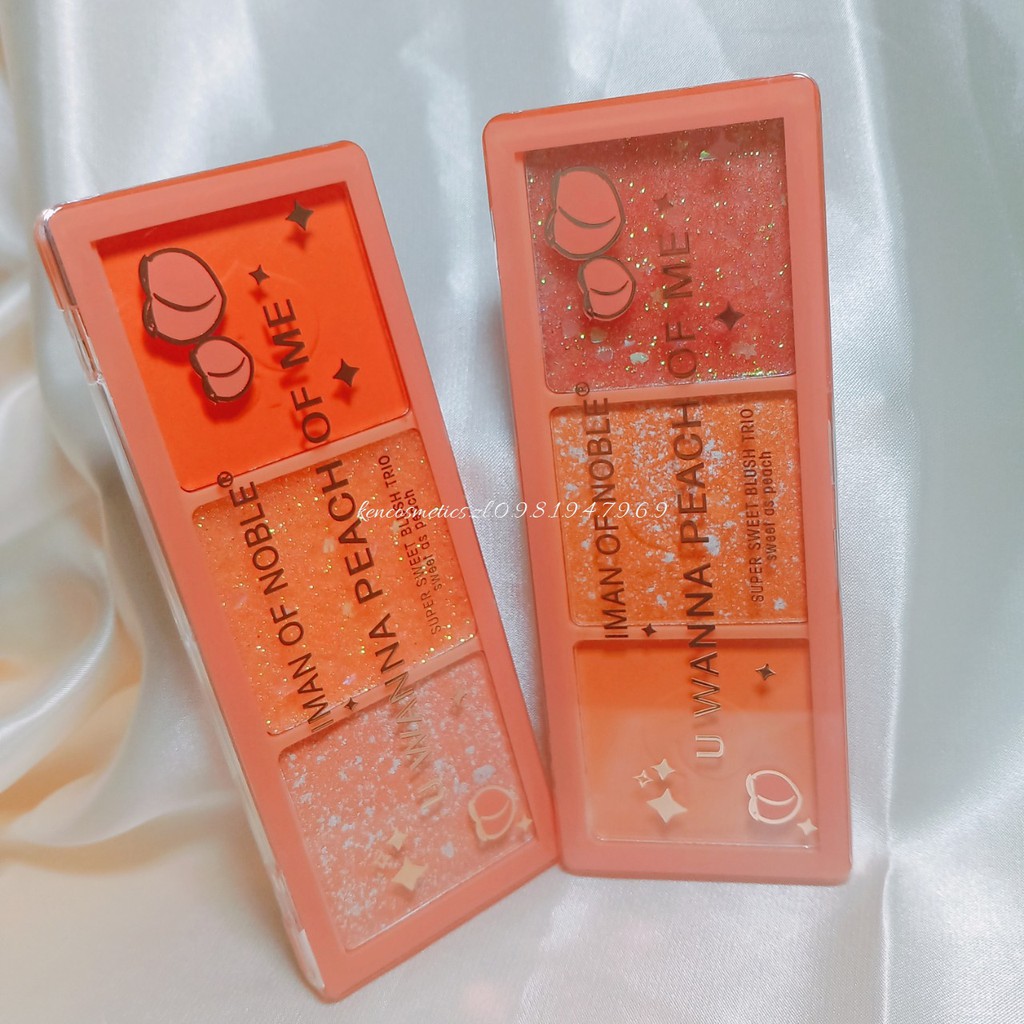 IMAN OF NOBLE®
U WANNA PEACH OF ME
SUPER SWEET BLUSH TRIO
sweet as peach
IMAN OF NOBLE®
U WANNA PEACH OF ME
SUPER SWEET BLUSH TRIO
sweet as peach
kencosmetics zl 0981947969